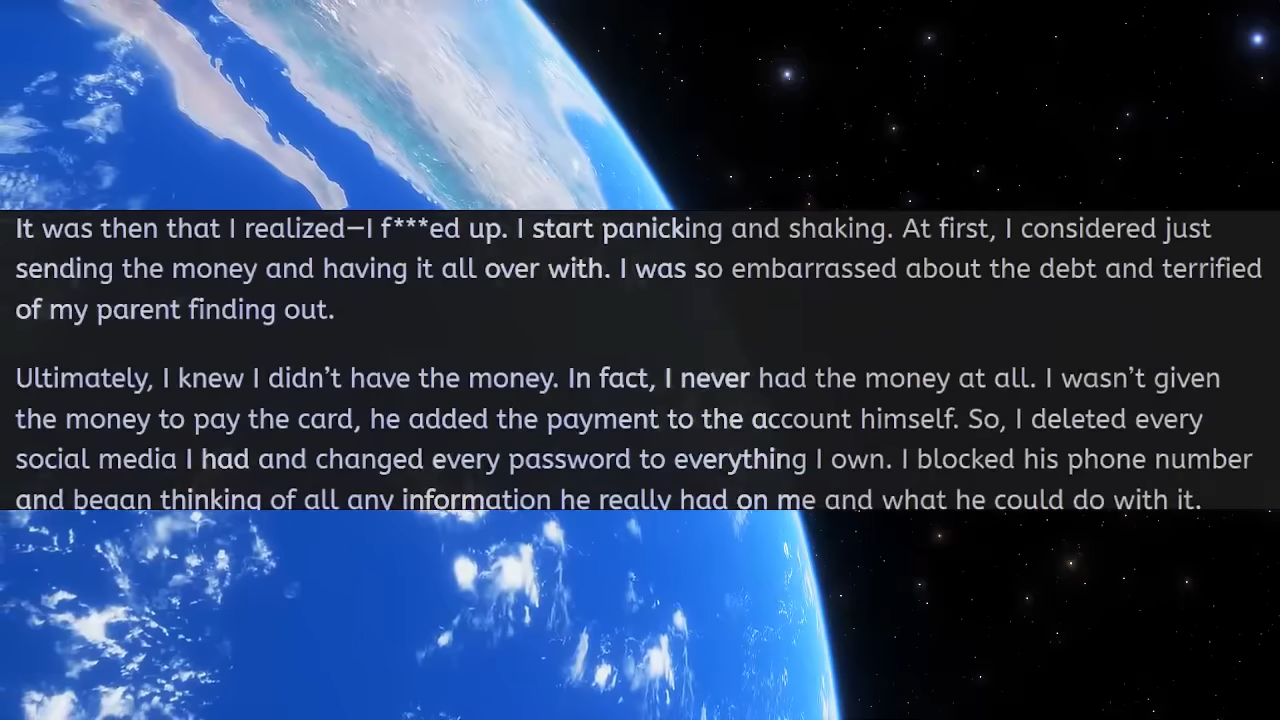 It was then that I realized—I f***ed up. I start panicking and shaking. At first, I considered just
sending the money and having it all over with. I was so embarrassed about the debt and terrified
of my parent finding out.
Ultimately, I knew I didn't have the money. In fact, I never had the money at all. I wasn't given
the money to pay the card, he added the payment to the account himself. So, I deleted every
social media I had and changed every password to everything I own. I blocked his phone number
and began thinking of all any information he really had on me and what he could do with it.